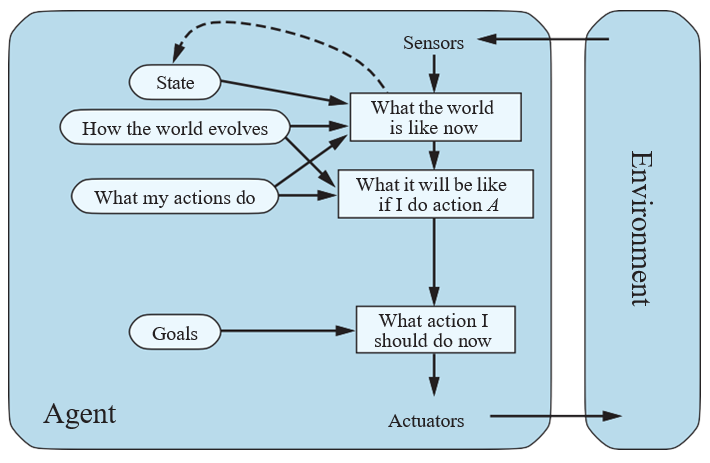 Sensors
State
What the world
is like now
How the world evolves
What my actions do
What it will be like
if I do action A
Goals
What action I
should do now
Agent
Actuators
Environment